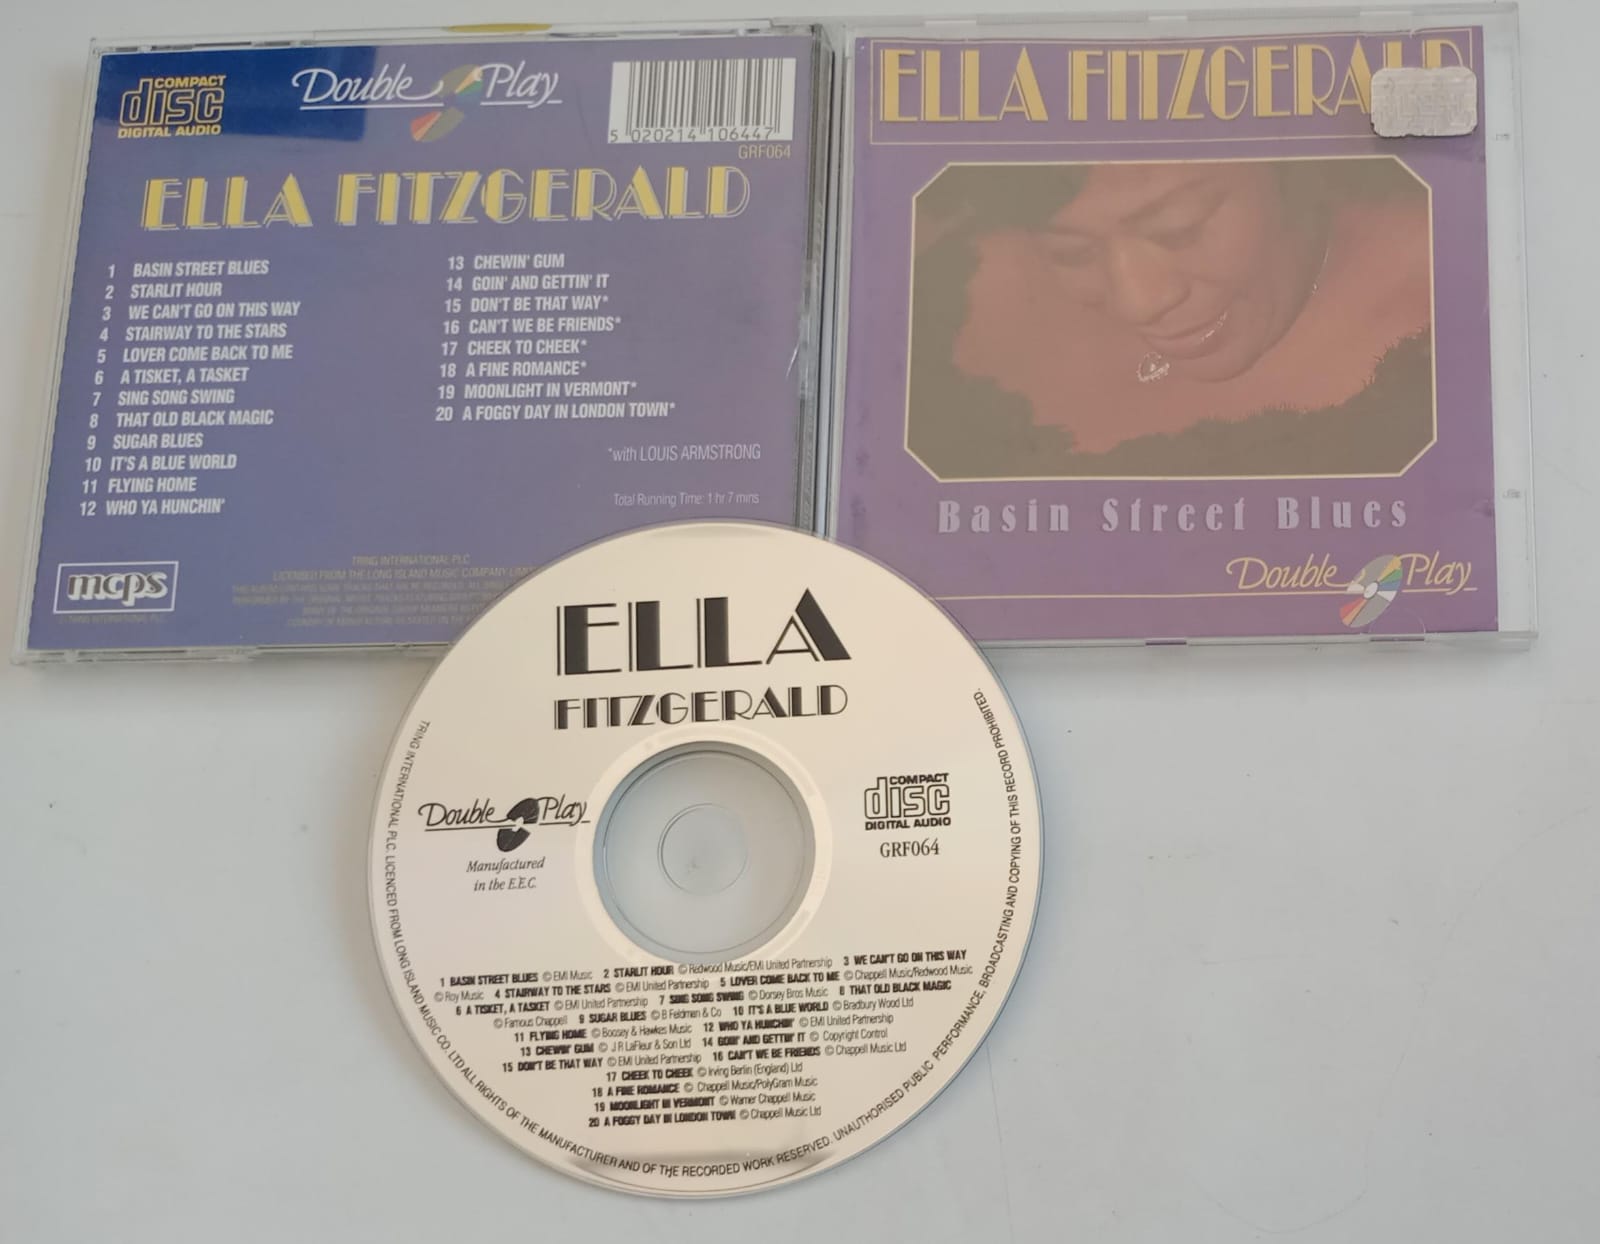 COMPACT
disc
DIGITAL AUDIO
Double Play
5 020214 106447
GRF064
ELLA FITZGERALD
1 BASIN STREET BLUES
2 STARLIT HOUR
3 WE CAN'T GO ON THIS WAY
4 STAIRWAY TO THE STARS
5 LOVER COME BACK TO ME
6 A TISKET, A TASKET
7 SING SONG SWING
8 THAT OLD BLACK MAGIC
9 SUGAR BLUES
10 IT'S A BLUE WORLD
11 FLYING HOME
12 WHO YA HUNCHIN'
13 CHEWIN' GUM
14 GOIN' AND GETTIN' IT
15 DON'T BE THAT WAY*
16 CAN'T WE BE FRIENDS*
17 CHEEK TO CHEEK*
18 A FINE ROMANCE*
19 MOONLIGHT IN VERMONT*
20 A FOGGY DAY IN LONDON TOWN*
*with LOUIS ARMSTRONG
Total Running Time: 1 hr 7 mins
mcps
TRING INTERNATIONAL PLC
LICENSED FROM THE LONG ISLAND MUSIC COMPANY
ELLA FITZGERALD
Basin Street Blues
Double Play
ELLA
FITZGERALD
Double Play
Manufactured
in the E.E.C.
COMPACT
disc
DIGITAL AUDIO
GRF064
1 BASIN STREET BLUES © EMI Music 2 STARLIT HOUR © Redwood Music/EMI United Partnership 3 WE CAN'T GO ON THIS WAY
© Roy Music 4 STAIRWAY TO THE STARS © EMI United Partnership 5 LOVER COME BACK TO ME © Chappell Music/Redwood Music
6 A TISKET, A TASKET © EMI United Partnership 7 SING SONG SWING © Dorsey Bros Music 8 THAT OLD BLACK MAGIC
© Famous Chappell 9 SUGAR BLUES © B Feldman & Co 10 IT'S A BLUE WORLD © Bradbury Wood Ltd
11 FLYING HOME © Boosey & Hawkes Music 12 WHO YA HUNCHIN' © EMI United Partnership
13 CHEWIN' GUM © J R LaFleur & Son Ltd 14 GOIN' AND GETTIN' IT © Copyright Control
15 DON'T BE THAT WAY © EMI United Partnership 16 CAN'T WE BE FRIENDS © Chappell Music Ltd
17 CHEEK TO CHEEK © Irving Berlin (England) Ltd
18 A FINE ROMANCE © Chappell Music/PolyGram Music
19 MOONLIGHT IN VERMONT © Warner Chappell Music
20 A FOGGY DAY IN LONDON TOWN © Chappell Music Ltd
TRING INTERNATIONAL PLC. LICENCED FROM LONG ISLAND MUSIC CO. LTD ALL RIGHTS OF THE MANUFACTURER AND OF THE RECORDED WORK RESERVED. UNAUTHORISED PUBLIC PERFORMANCE, BROADCASTING AND COPYING OF THIS RECORD PROHIBITED.